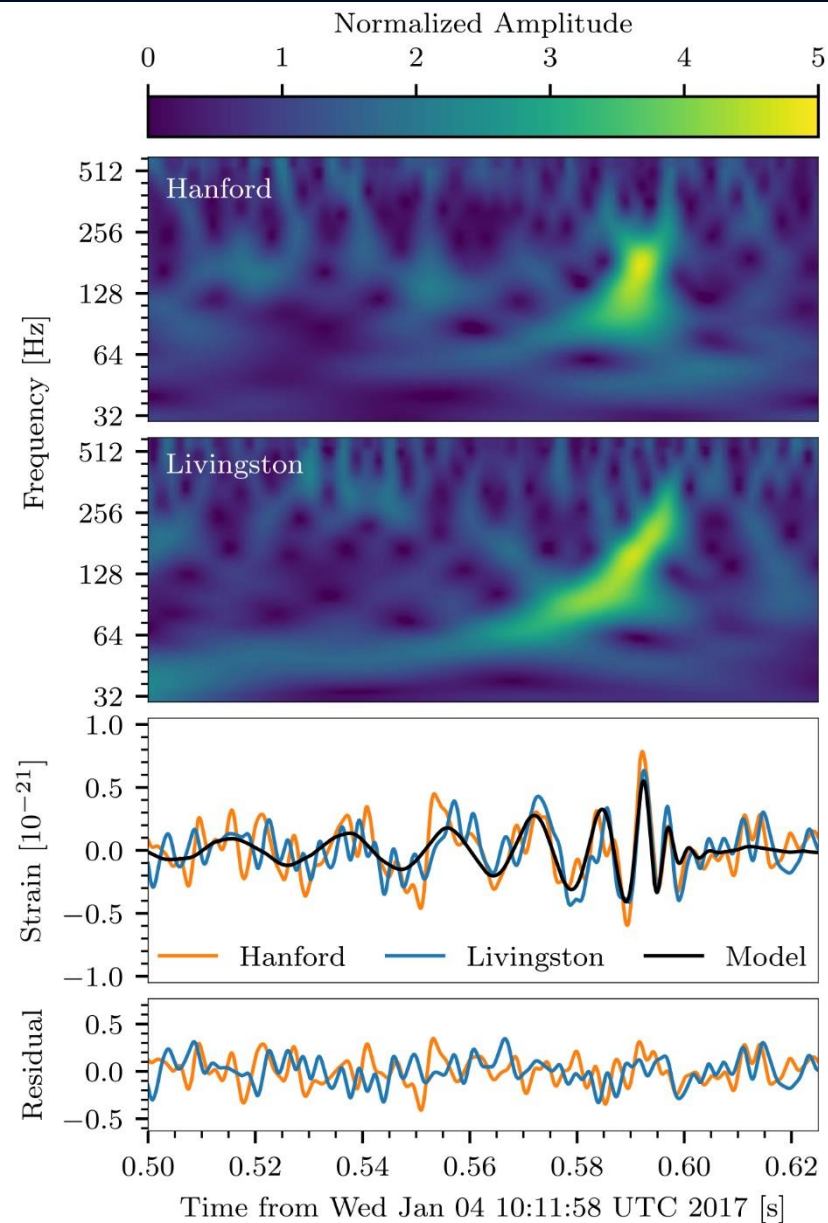 Normalized Amplitude
0 1 2 3 4 5
Hanford
512
256
128
64
32
Frequency [Hz]
Livingston
512
256
128
64
32
1.0
0.5
0.0
−0.5
−1.0
Strain [10⁻²¹]
Hanford Livingston Model
0.5
0.0
−0.5
Residual
0.50 0.52 0.54 0.56 0.58 0.60 0.62
Time from Wed Jan 04 10:11:58 UTC 2017 [s]